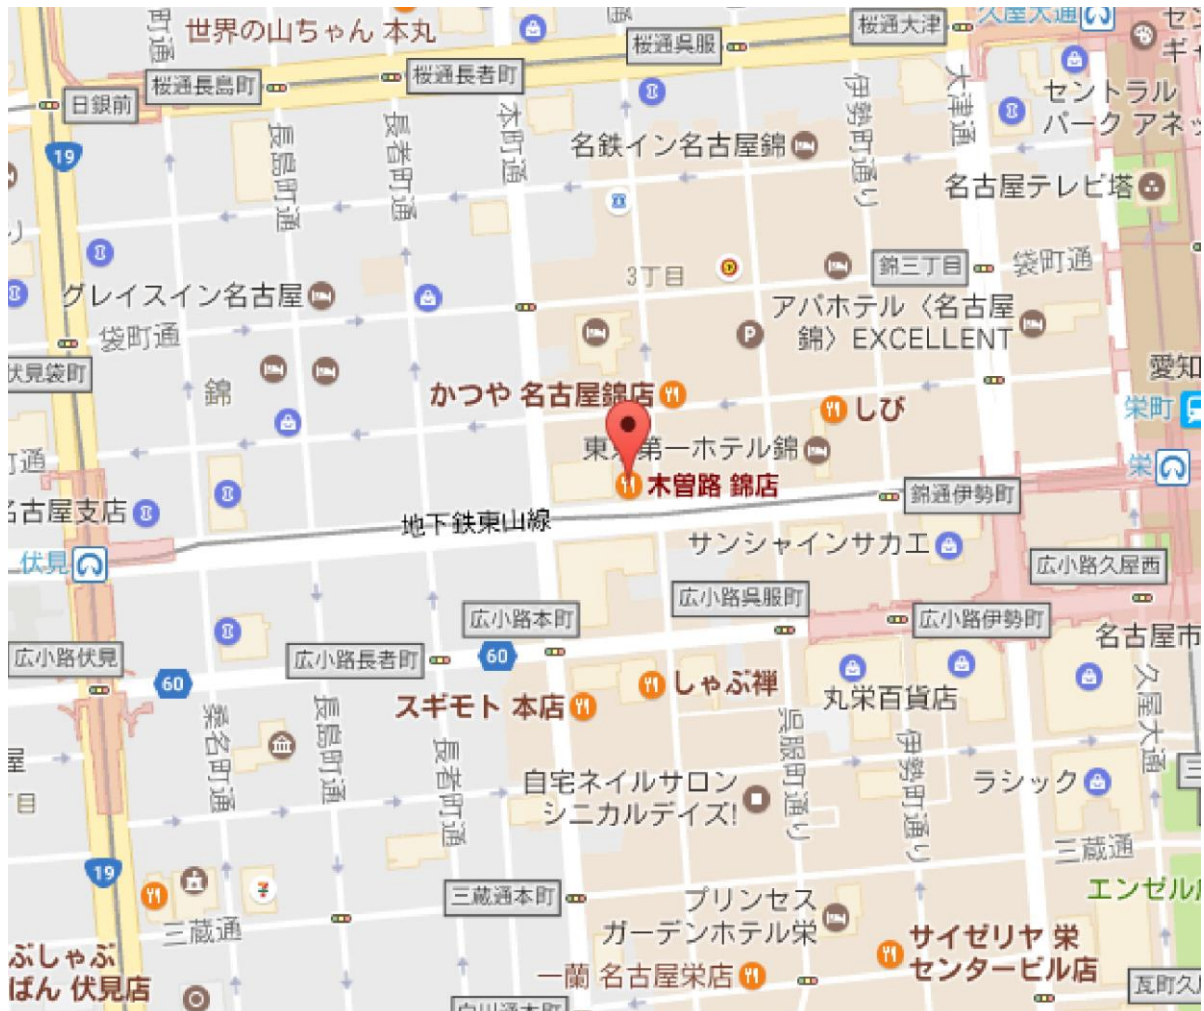 世界の山ちゃん 本丸
町通
久屋大通
桜通大津
桜通呉服
桜通長者町
桜通長島町
日銀前
セントラル
パーク アネッ
19
長島町通
長者町通
本町通
伊勢町通り
大津通
名鉄イン名古屋錦
名古屋テレビ塔
3丁目
錦三丁目
袋町通
グレイスイン名古屋
アパホテル〈名古屋
錦〉EXCELLENT
袋町通
伏見袋町
錦
愛知
かつや 名古屋錦店
しび
栄町
東京第一ホテル錦
栄
丁通
木曽路 錦店
錦通伊勢町
名古屋支店
地下鉄東山線
サンシャインサカエ
伏見
広小路久屋西
広小路呉服町
広小路本町
広小路伊勢町
名古屋市
広小路伏見
広小路長者町
60
60
しゃぶ禅
丸栄百貨店
スギモト 本店
久屋大通
桑名町通
長島町通
長者町通
呉服町通り
伊勢町通り
屋
自宅ネイルサロン
シニカルデイズ!
ラシック
三
三蔵通
19
三蔵通本町
エンゼル
プリンセス
ガーデンホテル栄
三蔵通
サイゼリヤ 栄
センタービル店
ぶしゃぶ
ばん 伏見店
一蘭 名古屋栄店
瓦町久
白川通本町